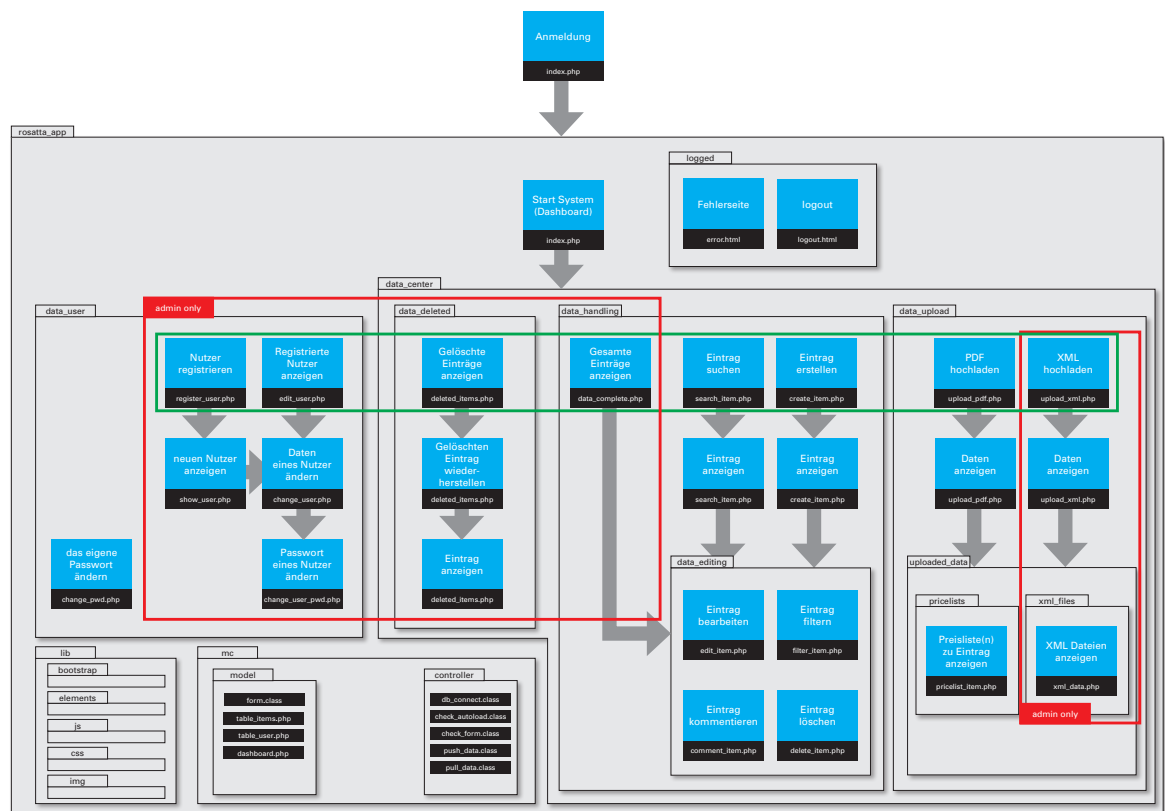 Anmeldung
index.php
rosatta_app
logged
Fehlerseite
error.html
logout
logout.html
Start System
(Dashboard)
index.php
data_center
admin only
data_user
Nutzer
registrieren
register_user.php
Registrierte
Nutzer
anzeigen
edit_user.php
neuen Nutzer
anzeigen
show_user.php
Daten
eines Nutzer
ändern
change_user.php
das eigene
Passwort
ändern
change_pwd.php
Passwort
eines Nutzer
ändern
change_user_pwd.php
data_deleted
Gelöschte
Einträge
anzeigen
deleted_items.php
Gelöschten
Eintrag
wieder-
herstellen
deleted_items.php
Eintrag
anzeigen
deleted_items.php
data_handling
Gesamte
Einträge
anzeigen
data_complete.php
Eintrag
suchen
search_item.php
Eintrag
erstellen
create_item.php
Eintrag
anzeigen
search_item.php
Eintrag
anzeigen
create_item.php
data_editing
Eintrag
bearbeiten
edit_item.php
Eintrag
filtern
filter_item.php
Eintrag
kommentieren
comment_item.php
Eintrag
löschen
delete_item.php
data_upload
PDF
hochladen
upload_pdf.php
XML
hochladen
upload_xml.php
Daten
anzeigen
upload_pdf.php
Daten
anzeigen
upload_xml.php
uploaded_data
pricelists
Preisliste(n)
zu Eintrag
anzeigen
pricelist_item.php
xml_files
XML Dateien
anzeigen
xml_data.php
admin only
lib
bootstrap
elements
js
css
img
mc
model
form.class
table_items.php
table_user.php
dashboard.php
controller
db_connect.class
check_autoload.class
check_form.class
push_data.class
pull_data.class